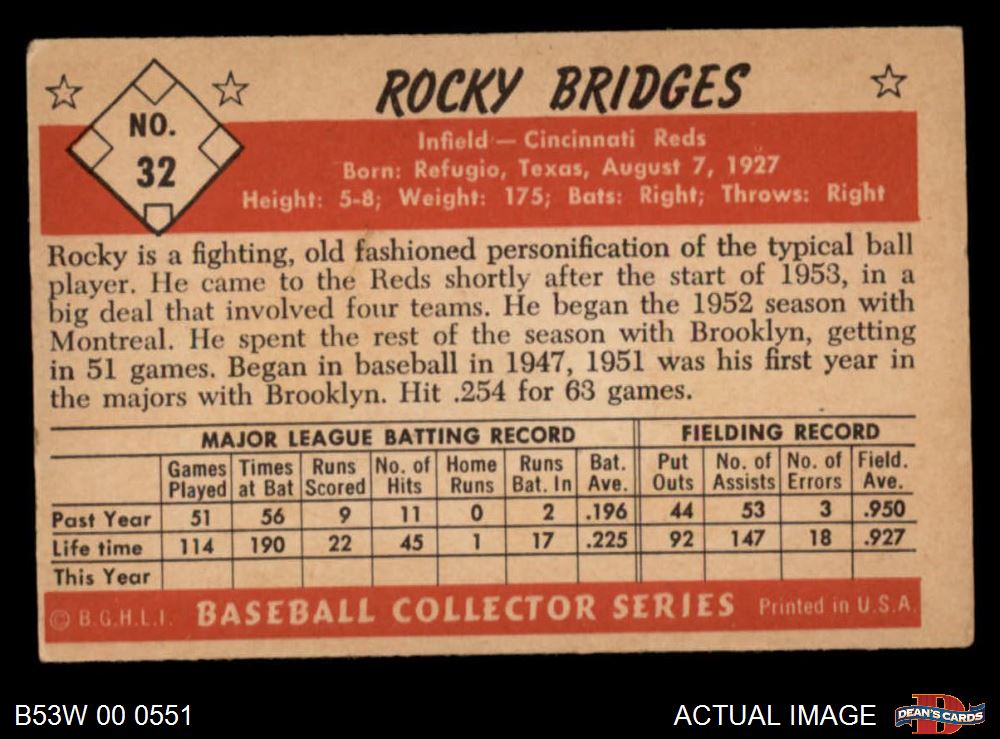 NO.
32
ROCKY BRIDGES
Infield — Cincinnati Reds
Born: Refugio, Texas, August 7, 1927
Height: 5-8; Weight: 175; Bats: Right; Throws: Right
Rocky is a fighting, old fashioned personification of the typical ball
player. He came to the Reds shortly after the start of 1953, in a
big deal that involved four teams. He began the 1952 season with
Montreal. He spent the rest of the season with Brooklyn, getting
in 51 games. Began in baseball in 1947, 1951 was his first year in
the majors with Brooklyn. Hit .254 for 63 games.
MAJOR LEAGUE BATTING RECORD FIELDING RECORD
Games Times Runs No. of Home Runs Bat. Put No. of No. of Field.
Played at Bat Scored Hits Runs Bat. In Ave. Outs Assists Errors Ave.
Past Year 51 56 9 11 0 2 .196 44 53 3 .950
Life time 114 190 22 45 1 17 .225 92 147 18 .927
This Year
© B.G.H.L.I. BASEBALL COLLECTOR SERIES Printed in U.S.A.
B53W 00 0551 ACTUAL IMAGE DEAN'S CARDS